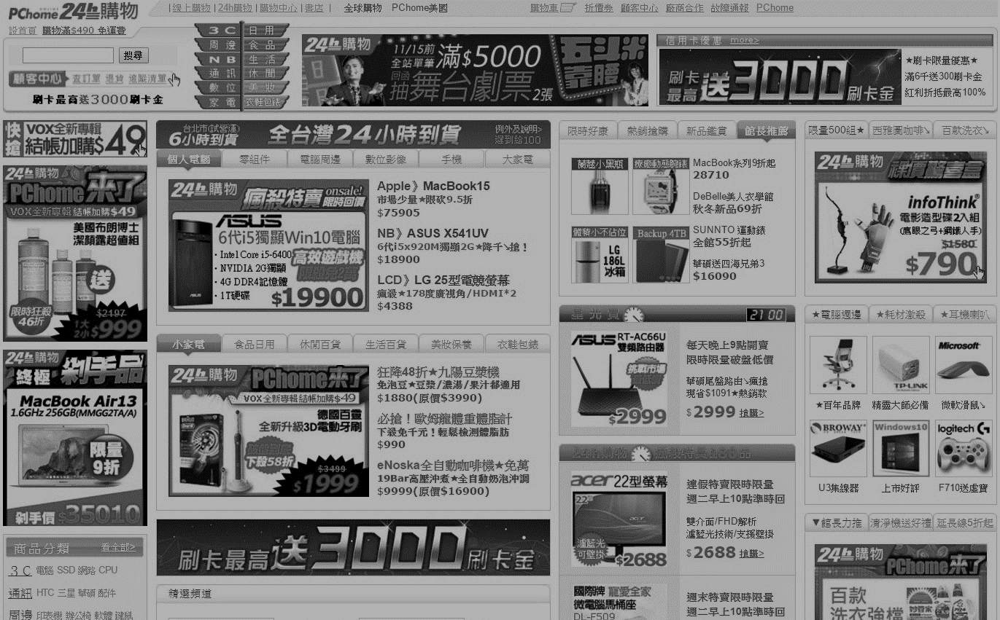 PChome 24h購物
ONLINE
| 線上購物 | 24h購物 | 購物中心 | 書店 |
全球購物 PChome美國
購物車 折價券 顧客中心 廠商合作 故障通報 PChome
設首頁 購物滿$490 免運費
搜尋
顧客中心 查訂單 退貨 追蹤清單
刷卡最高送3000刷卡金
3C 日用
周邊 食品
NB 生活
通訊 休閒
數位 美妝
家電 衣鞋包錶
24h購物
11/15前
全站單筆滿$5000
回函抽舞台劇票2張
五斗米靠腰
信用卡優惠 more>
刷卡最高送3000刷卡金
★刷卡限量優惠★
滿6千送300刷卡金
紅利折抵最高100%
快搶 VOX全新專輯
結帳加購$49
24h購物
PChome來了
VOX全新專輯 結帳加購$49
美國布朗博士
潔顏露超值組
送
限時狂殺
46折
1大
2小
$2197
$999
24h購物
終極剁手品
MacBook Air13
1.6GHz 256GB(MMGG2TA/A)
限量
9折
剁手價 $35010
商品分類 看全部>
3C 電腦 SSD 網路 CPU
通訊 HTC 三星 華碩 配件
周邊 印表機 辦公椅 軟體 鍵鼠
台北市(試營運)
6小時到貨
全台灣24小時到貨
例外及說明>
遲到給100
個人電腦 零組件 電腦周邊 數位影像 手機 大家電
24h購物 瘋殺特賣 onsale!
限時回價
ASUS
6代i5獨顯Win10電腦
‧Intel Core i5-6400
‧NVIDIA 2G獨顯
‧4G DDR4記憶體
‧1T硬碟
高效遊戲機
$19900
Apple》MacBook15
市場少量★限砍9.5折
$75905
NB》ASUS X541UV
6代i5x920M獨顯2G★降千↘搶！
$18900
LCD》LG 25型電競螢幕
瘋殺★178度廣視角/HDMI*2
$4388
小家電 食品日用 休閒百貨 生活百貨 美妝保養 衣鞋包錶
24h購物 PChome來了
VOX全新專輯 結帳加購$49
德國百靈
全新升級3D電動牙刷
下殺58折
$3499
$1999
狂降48折★九陽豆漿機
免泡豆★豆漿/濃湯/果汁都適用
$1880(原價$3990)
必搶！歐姆龍體重體脂計
下殺免千元！輕鬆檢測體脂肪
$990
eNoska全自動咖啡機★免萬
19Bar高壓沖煮★全自動奶泡沖調
$9999(原價$16900)
刷卡最高送3000刷卡金
精選頻道
限時好康 熱銷搶購 新品鑑賞 館長推薦
蘭蔻小黑瓶
療癒動態腕錶
體積小不佔位
LG
186L
冰箱
Backup 4TB
MacBook系列9折起
28710
DeBelle美人衣學館
秋冬新品69折
SUNNTO 運動錶
全館55折起
華碩送四海兄弟3
$16090
星光賣 21 00
ASUS RT-AC66U
雙頻路由器
挑戰市場
$2999
每天晚上9點開賣
限時限量破盤低價
華碩尾盤路由↘瘋搶
現省$1091★熱銷款
$ 2999 搶購>
24h購物
acer 22型螢幕
22吋
濾藍光
可壁掛
$2688
連假特賣限時限量
週二早上10點準時回
雙介面/FHD解析
濾藍光技術/支援壁掛
$ 2688 搶購>
國際牌 寵愛全家
微電腦馬桶座
DL-F509
週末特賣限時限量
週二早上10點準時回
限量500組★ 西雅圖咖啡↘ 百款洗衣↘
24h購物 裸價驚喜盒
infoThink
電影造型碟2入組
(鷹眼之弓+鋼鐵人手)
$1580
$790
★電腦週邊 ★耗材激殺 ★耳機喇叭
TP-LINK
Microsoft
★百年品牌 精靈大師必備 微軟滑鼠↘
BROWAY
Windows10
logitech
U3集線器 上市好評 F710送虛寶
▼館長力推 清淨機送好禮 延長線5折起
24h購物
PChome來了
百款
洗衣強檔